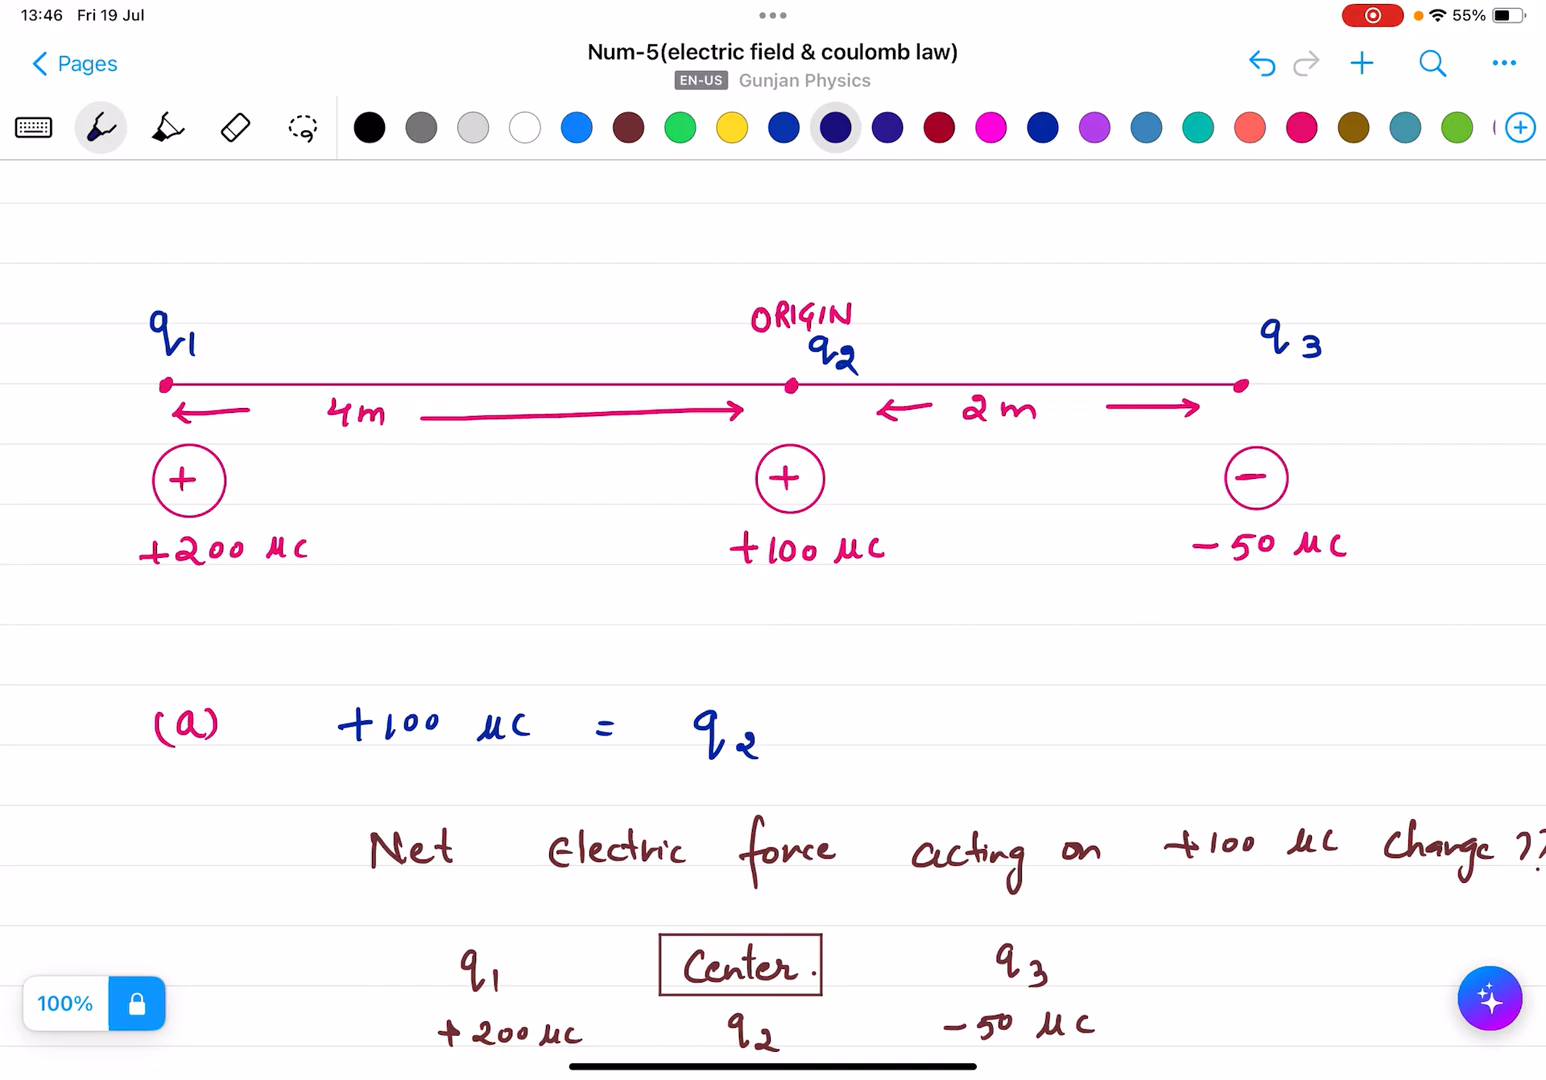 13:46 Fri 19 Jul
55%
Pages
Num-5(electric field & coulomb law)
EN-US Gunjan Physics
q1
ORIGIN
q2
q3
4m
2m
+
+
-
+200 μC
+100 μC
-50 μC
(a) +100 μC = q2
Net Electric force acting on +100 μC Charge ??
q1 Center. q3
+200 μC q2 -50 μC
100%